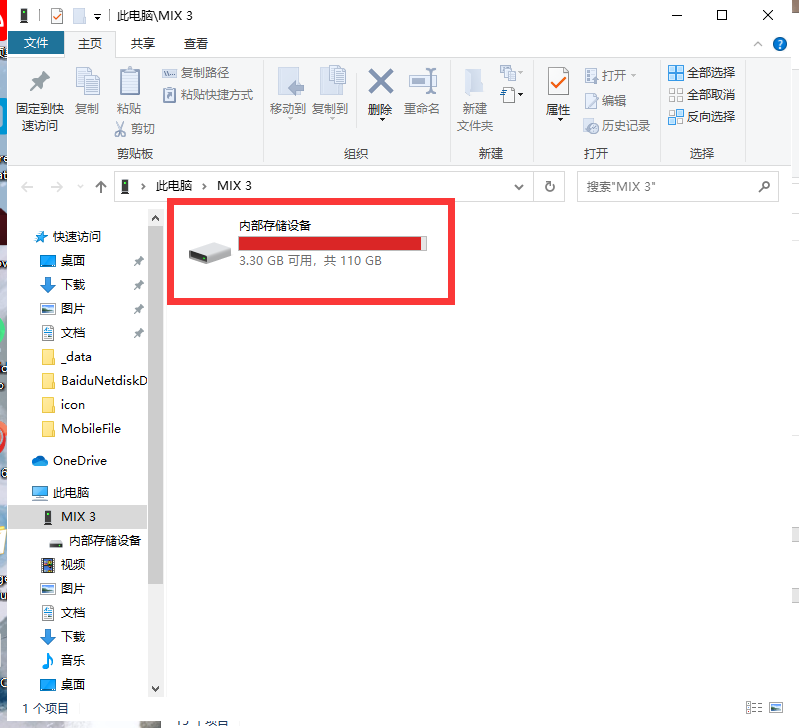 此电脑\MIX 3
文件 主页 共享 查看
固定到快速访问
复制
粘贴
复制路径
粘贴快捷方式
剪切
剪贴板
移动到
复制到
删除
重命名
组织
新建文件夹
新建
属性
打开
编辑
历史记录
打开
全部选择
全部取消
反向选择
选择
此电脑 MIX 3
搜索"MIX 3"
快速访问
桌面
下载
图片
文档
_data
BaiduNetdiskD
icon
MobileFile
OneDrive
此电脑
MIX 3
内部存储设备
视频
图片
文档
下载
音乐
桌面
内部存储设备
3.30 GB 可用，共 110 GB
1 个项目